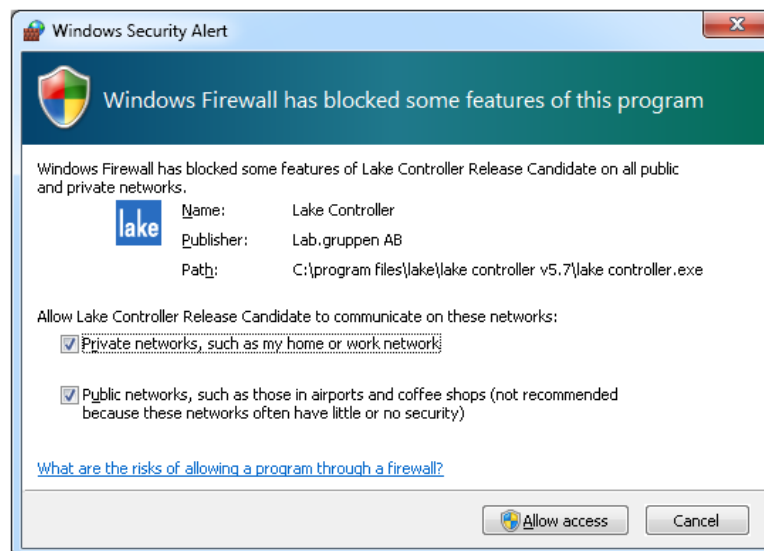 Windows Security Alert
Windows Firewall has blocked some features of this program
Windows Firewall has blocked some features of Lake Controller Release Candidate on all public
and private networks.
lake
Name: Lake Controller
Publisher: Lab.gruppen AB
Path: C:\program files\lake\lake controller v5.7\lake controller.exe
Allow Lake Controller Release Candidate to communicate on these networks:
Private networks, such as my home or work network
Public networks, such as those in airports and coffee shops (not recommended
because these networks often have little or no security)
What are the risks of allowing a program through a firewall?
Allow access Cancel